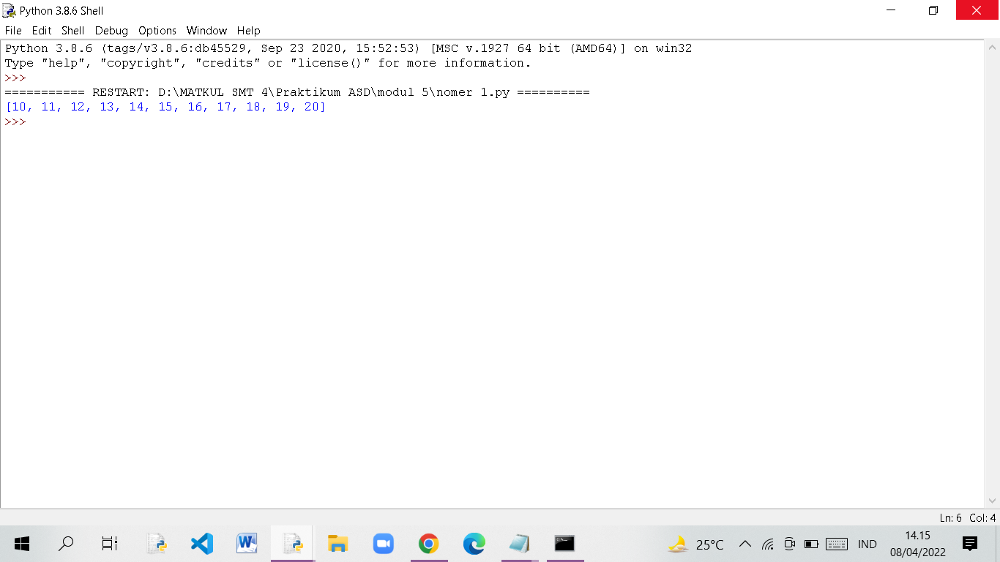 Python 3.8.6 Shell
File Edit Shell Debug Options Window Help
Python 3.8.6 (tags/v3.8.6:db45529, Sep 23 2020, 15:52:53) [MSC v.1927 64 bit (AMD64)] on win32
Type "help", "copyright", "credits" or "license()" for more information.
>>>
=========== RESTART: D:\MATKUL SMT 4\Praktikum ASD\modul 5\nomer 1.py ==========
[10, 11, 12, 13, 14, 15, 16, 17, 18, 19, 20]
>>>
Ln: 6 Col: 4
25°C
IND
14.15
08/04/2022